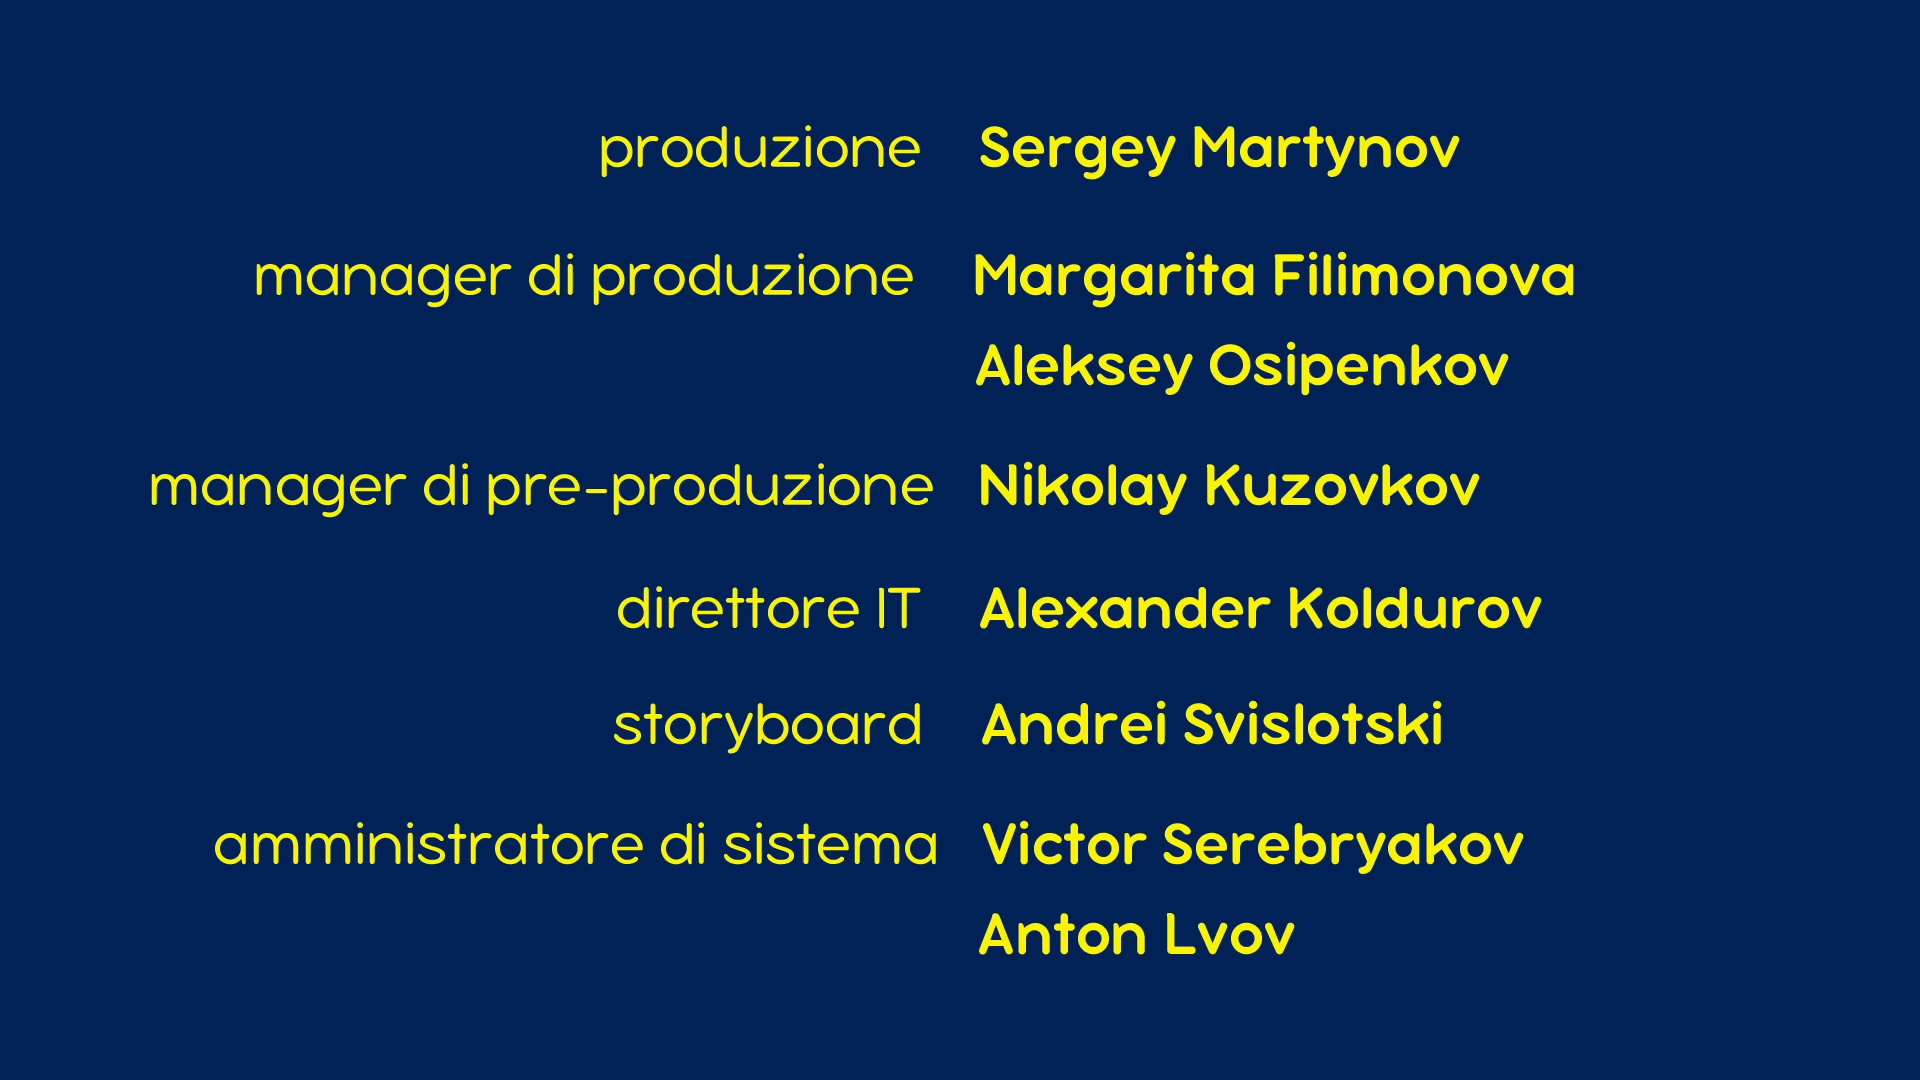 produzione Sergey Martynov
manager di produzione Margarita Filimonova
Aleksey Osipenkov
manager di pre-produzione Nikolay Kuzovkov
direttore IT Alexander Koldurov
storyboard Andrei Svislotski
amministratore di sistema Victor Serebryakov
Anton Lvov